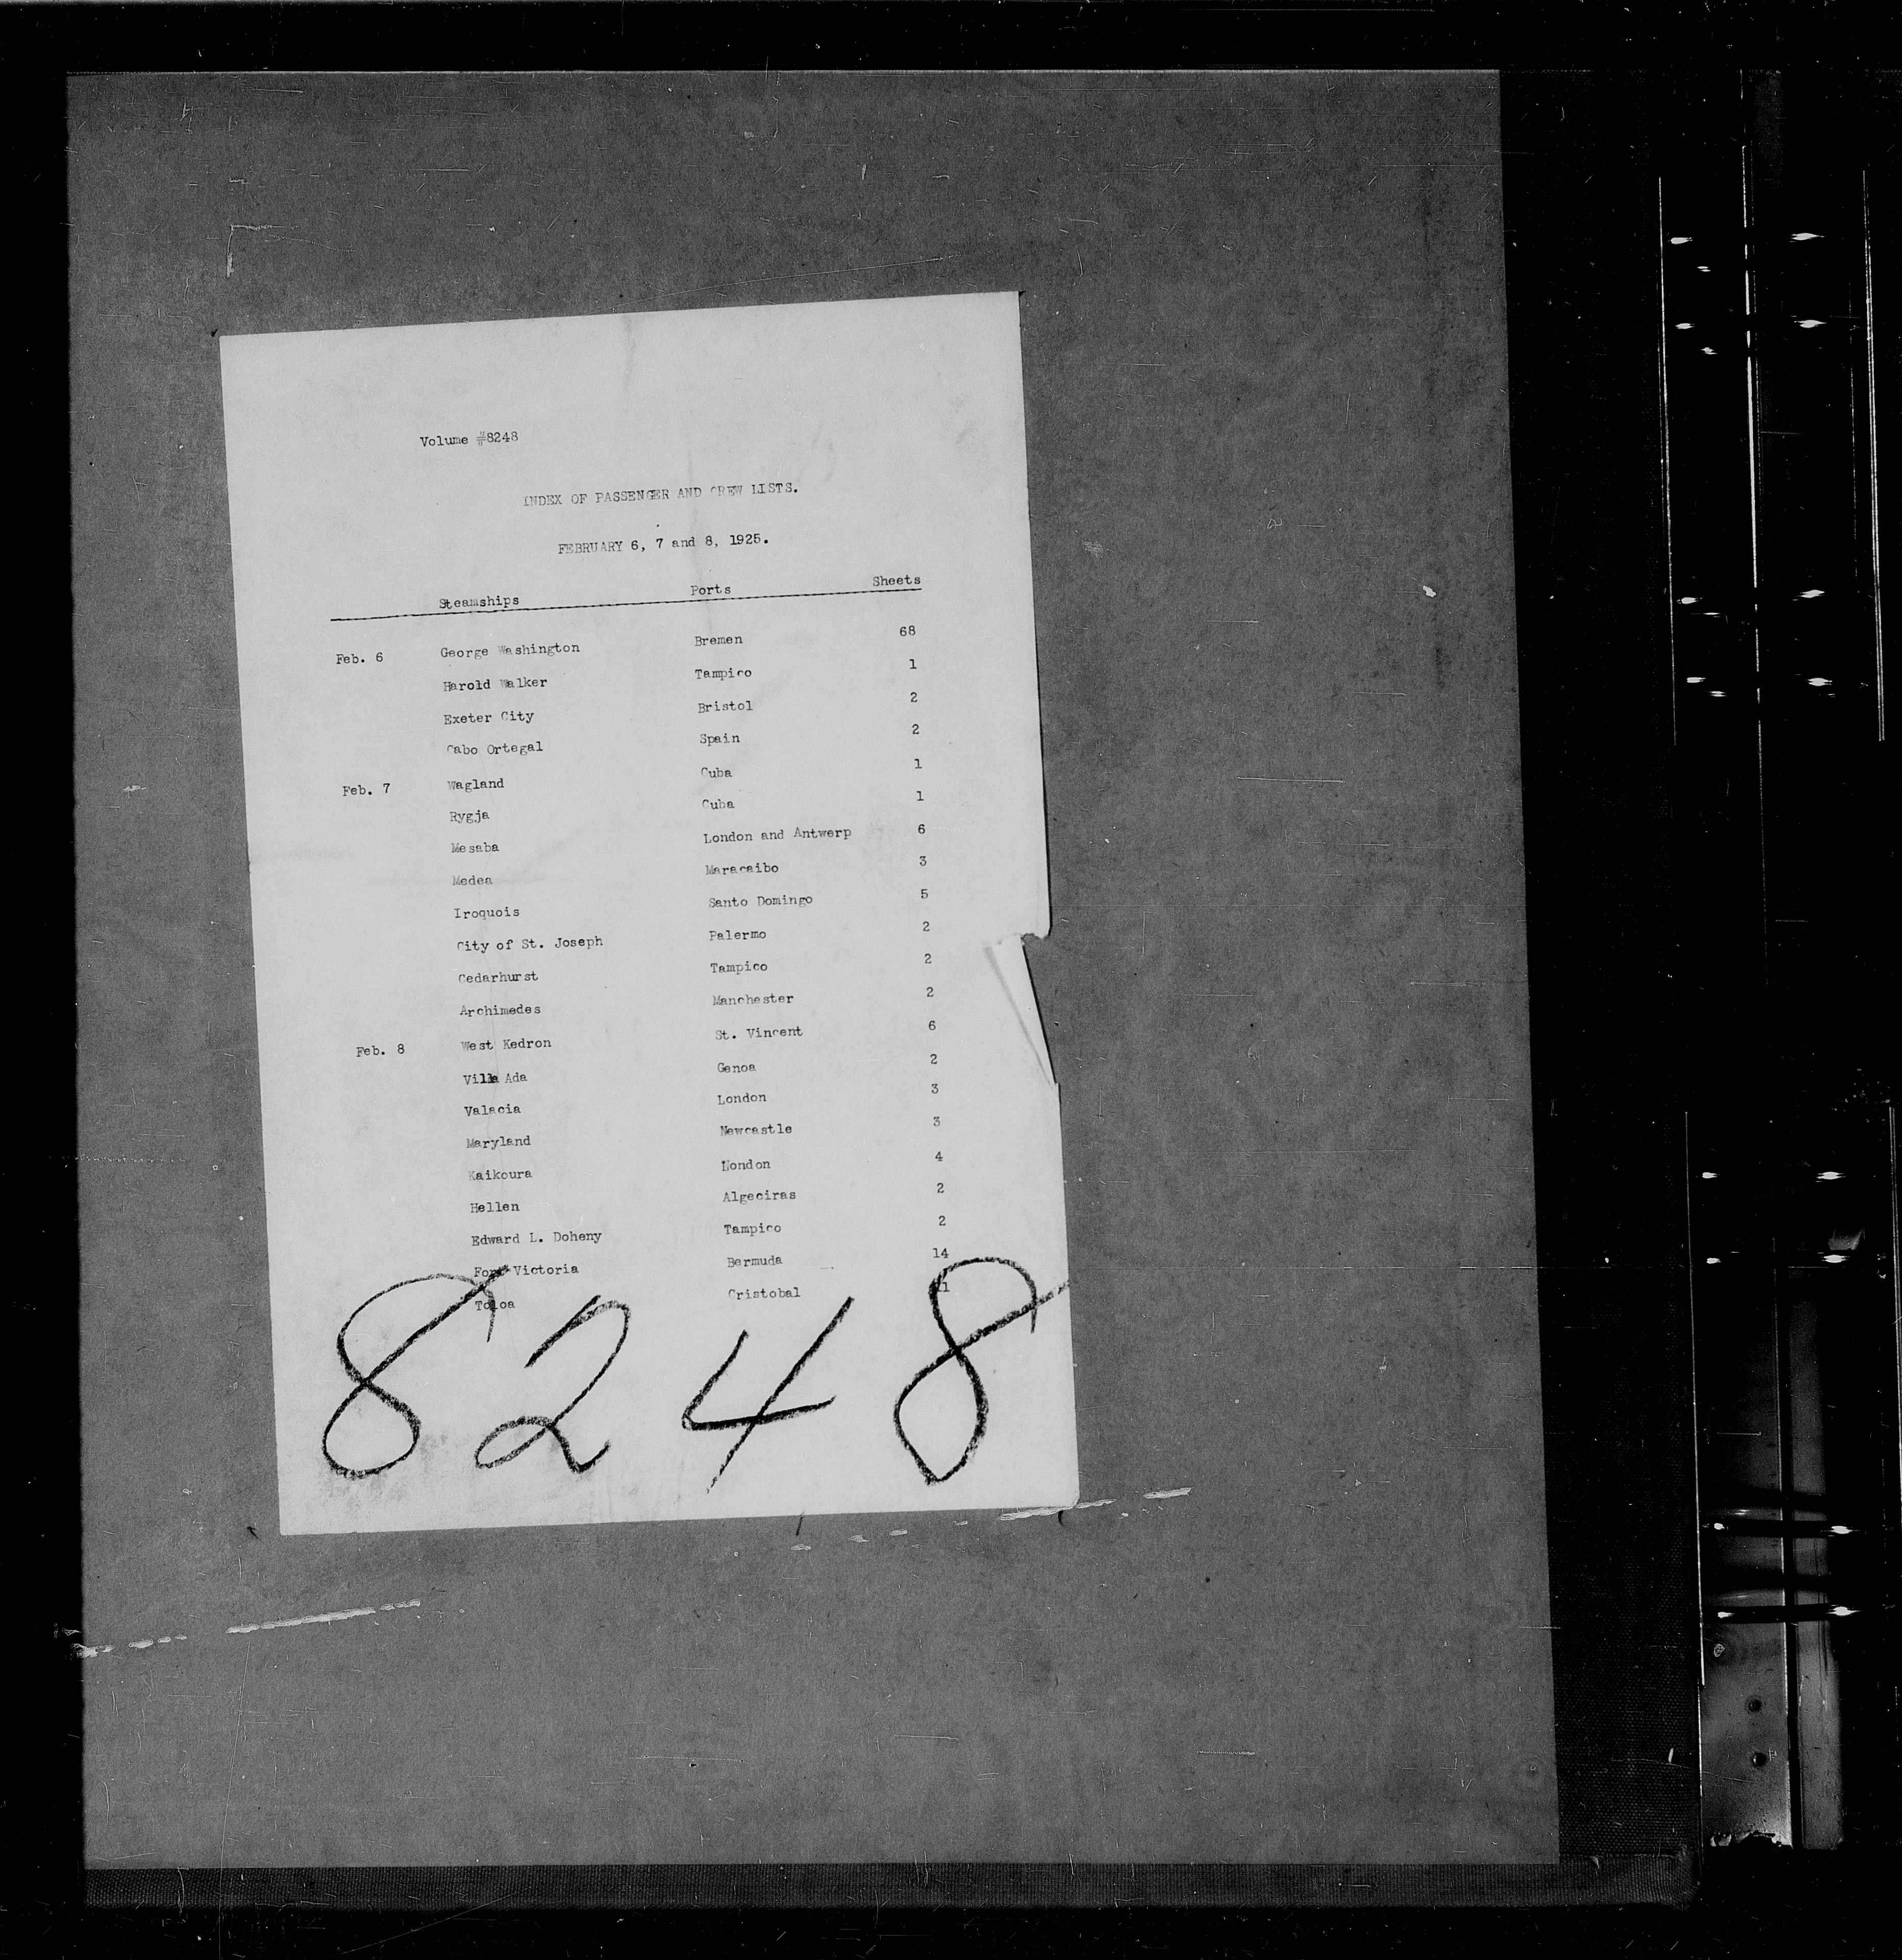 Volume #8248
INDEX OF PASSENGER AND CREW LISTS.
FEBRUARY 6, 7 and 8, 1925.
Steamships Ports Sheets
Feb. 6 George Washington Bremen 68
Harold Walker Tampico 1
Exeter City Bristol 2
Cabo Ortegal Spain 2
Feb. 7 Wagland Cuba 1
Rygja Cuba 1
Mesaba London and Antwerp 6
Medea Maracaibo 3
Iroquois Santo Domingo 5
City of St. Joseph Palermo 2
Cedarhurst Tampico 2
Archimedes Manchester 2
Feb. 8 West Kedron St. Vincent 6
Villa Ada Genoa 2
Valacia London 3
Maryland Newcastle 3
Kaikoura London 4
Hellen Algeciras 2
Edward L. Doheny Tampico 2
Fort Victoria Bermuda 14
Toloa Cristobal
8248